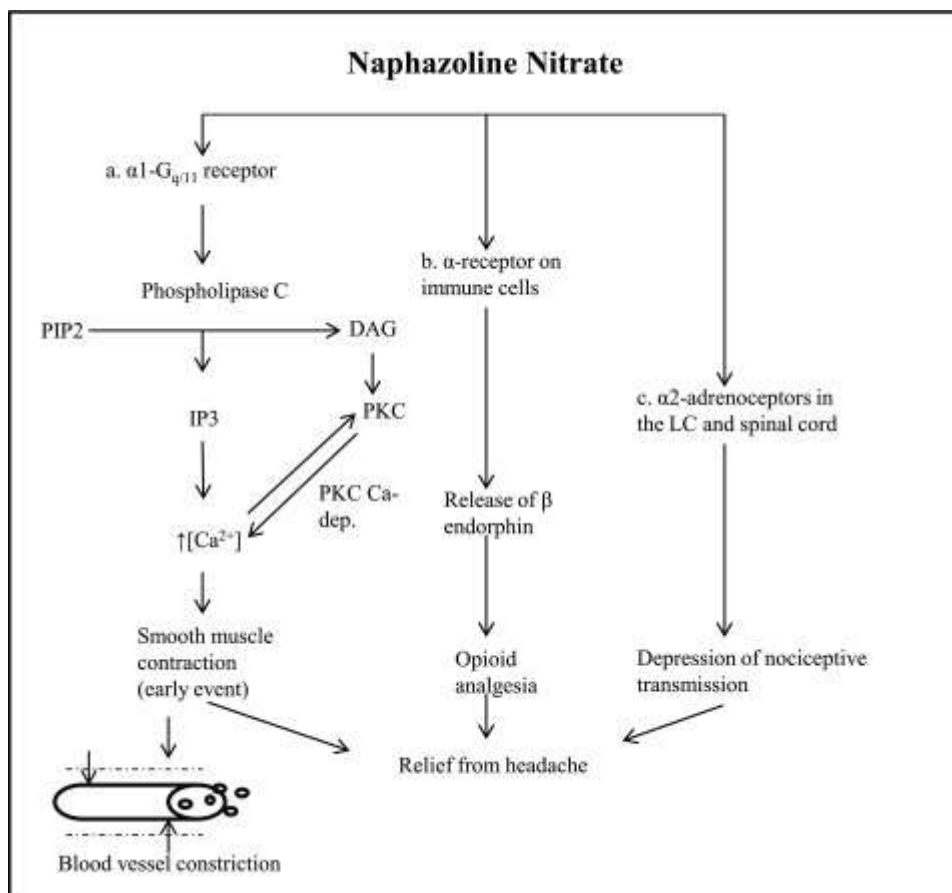 Naphazoline Nitrate
a. α1-Gq/11 receptor
b. α-receptor on
immune cells
Phospholipase C
PIP2
DAG
c. α2-adrenoceptors in
the LC and spinal cord
IP3
PKC
PKC Ca-
dep.
Release of β
endorphin
↑[Ca²⁺]
Smooth muscle
contraction
(early event)
Opioid
analgesia
Depression of nociceptive
transmission
Relief from headache
Blood vessel constriction